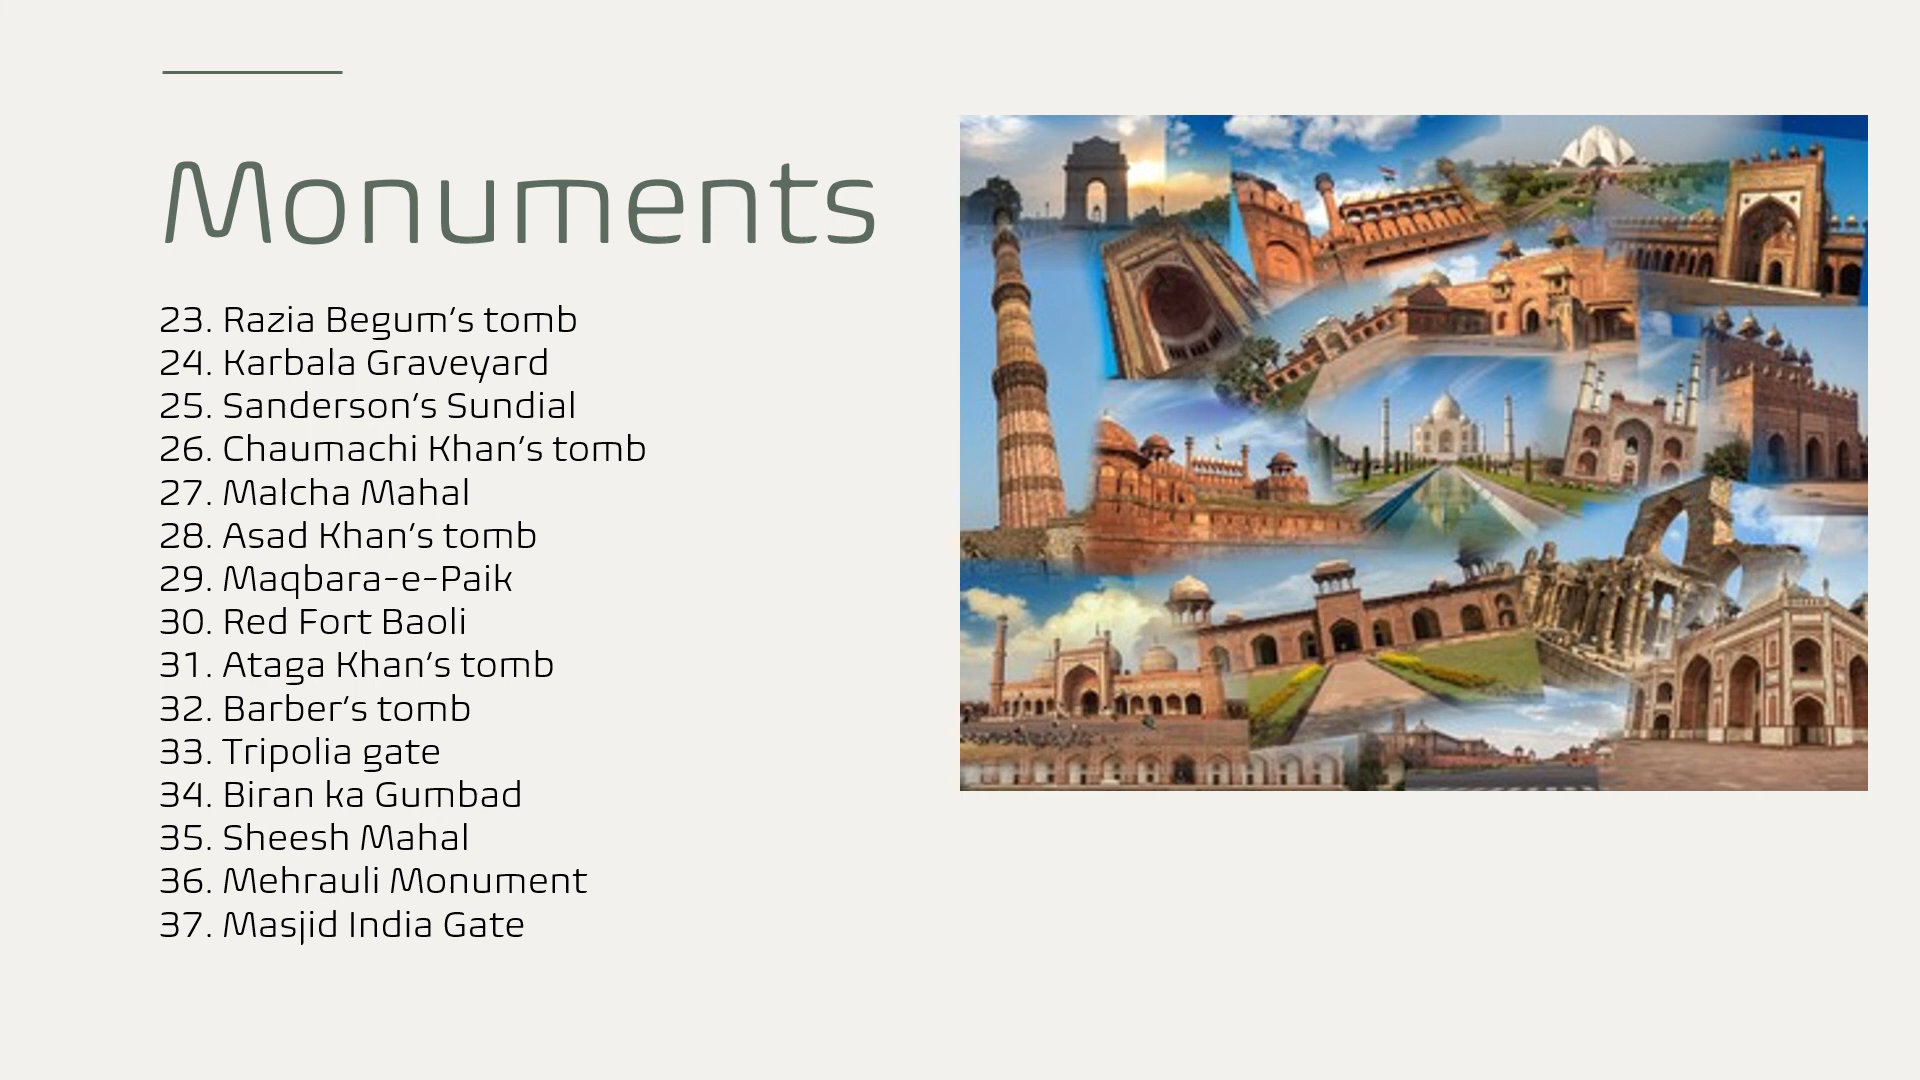 Monuments
23. Razia Begum's tomb
24. Karbala Graveyard
25. Sanderson's Sundial
26. Chaumachi Khan's tomb
27. Malcha Mahal
28. Asad Khan's tomb
29. Maqbara-e-Paik
30. Red Fort Baoli
31. Ataga Khan's tomb
32. Barber's tomb
33. Tripolia gate
34. Biran ka Gumbad
35. Sheesh Mahal
36. Mehrauli Monument
37. Masjid India Gate